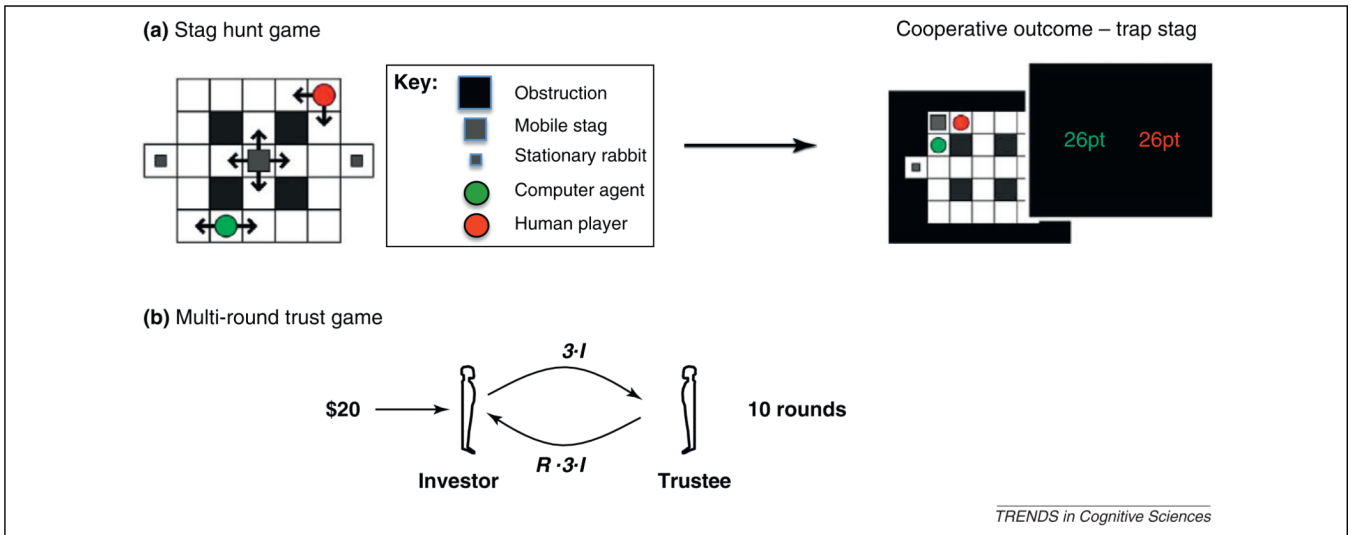 (a) Stag hunt game
Cooperative outcome – trap stag
Key:
Obstruction
Mobile stag
Stationary rabbit
Computer agent
Human player
26pt 26pt
(b) Multi-round trust game
3·I
$20
10 rounds
R ·3·I
Investor
Trustee
TRENDS in Cognitive Sciences